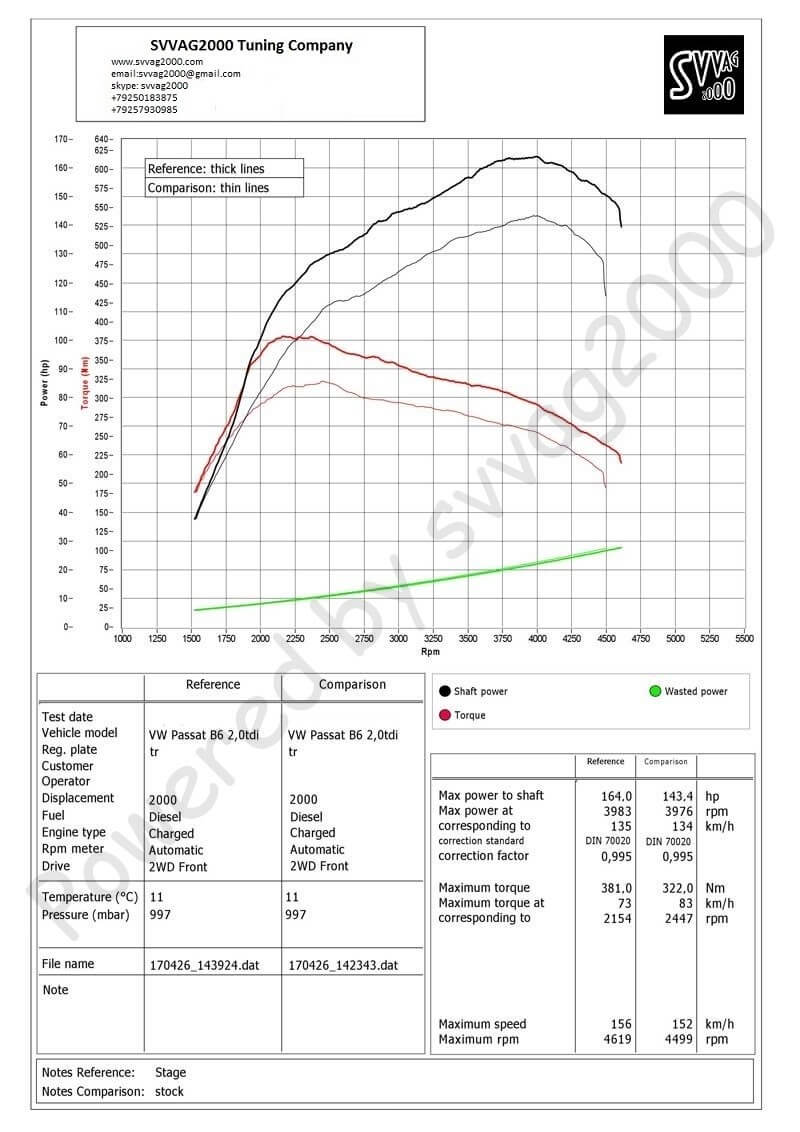 SVVAG2000 Tuning Company
www.svvag2000.com
email:svvag2000@gmail.com
skype: svvag2000
+79250183875
+79257930985
SVVAG
2000
Reference: thick lines
Comparison: thin lines
170
160
150
140
130
120
110
100
90
80
70
60
50
40
30
20
10
0
Power (hp)
640
625
600
575
550
525
500
475
450
425
400
375
350
325
300
275
250
225
200
175
150
125
100
75
50
25
0
Torque (Nm)
1000 1250 1500 1750 2000 2250 2500 2750 3000 3250 3500 3750 4000 4250 4500 4750 5000 5250 5500
Rpm
Powered by svvag2000
Reference Comparison
Test date
Vehicle model VW Passat B6 2,0tdi VW Passat B6 2,0tdi
Reg. plate tr tr
Customer
Operator
Displacement 2000 2000
Fuel Diesel Diesel
Engine type Charged Charged
Rpm meter Automatic Automatic
Drive 2WD Front 2WD Front
Temperature (°C) 11 11
Pressure (mbar) 997 997
File name 170426_143924.dat 170426_142343.dat
Note
Shaft power Wasted power
Torque
Reference Comparison
Max power to shaft 164,0 143,4 hp
Max power at 3983 3976 rpm
corresponding to 135 134 km/h
correction standard DIN 70020 DIN 70020
correction factor 0,995 0,995
Maximum torque 381,0 322,0 Nm
Maximum torque at 73 83 km/h
corresponding to 2154 2447 rpm
Maximum speed 156 152 km/h
Maximum rpm 4619 4499 rpm
Notes Reference: Stage
Notes Comparison: stock